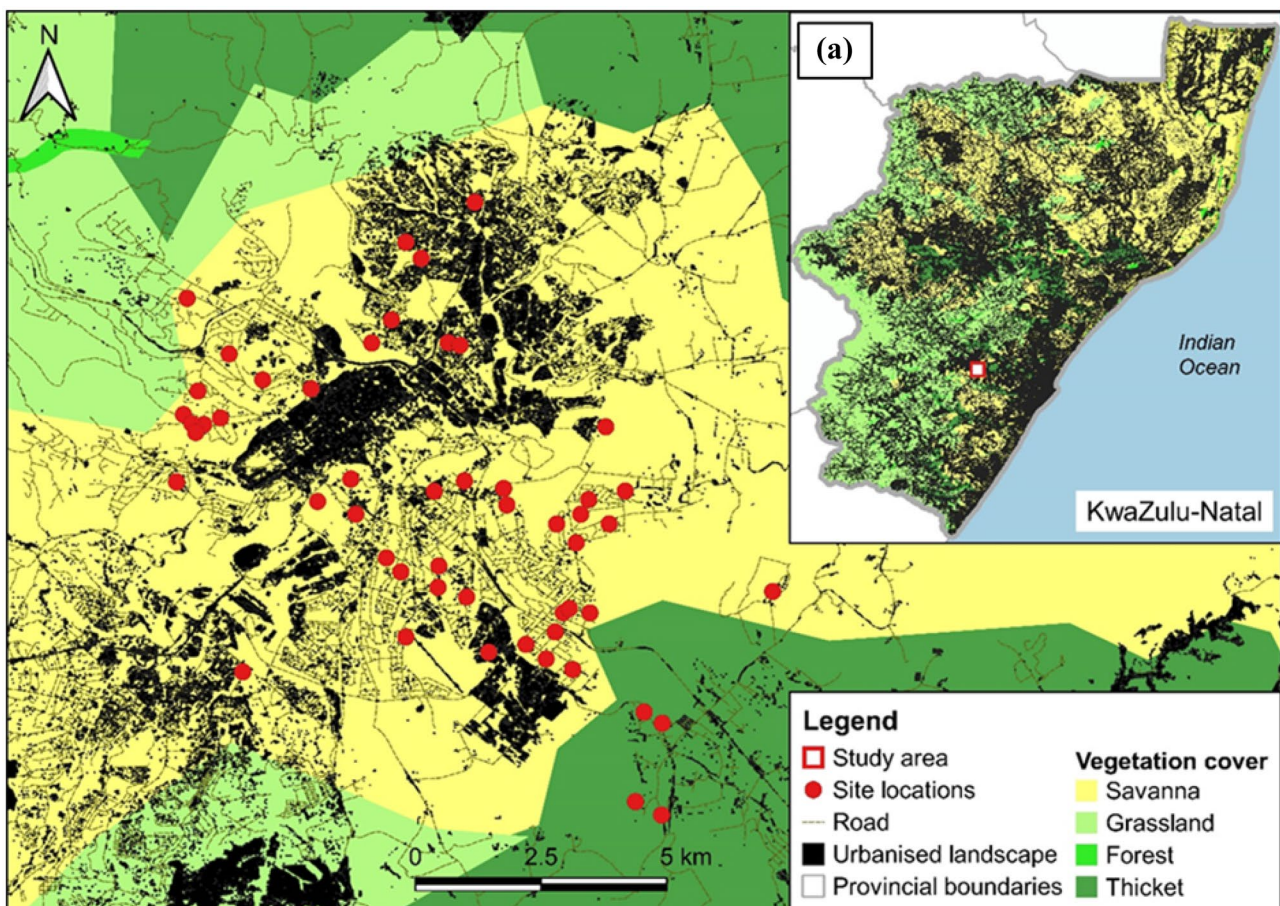 N
(a)
Indian
Ocean
KwaZulu-Natal
Legend
Study area
Site locations
Road
Urbanised landscape
Provincial boundaries
Vegetation cover
Savanna
Grassland
Forest
Thicket
0 2.5 5 km